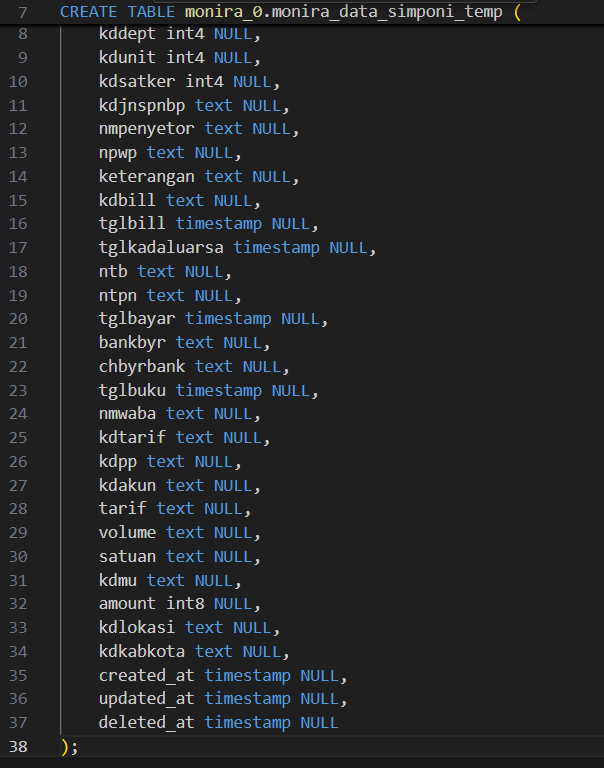 7 CREATE TABLE monira_0.monira_data_simponi_temp (
8 kddept int4 NULL,
9 kdunit int4 NULL,
10 kdsatker int4 NULL,
11 kdjnspnbp text NULL,
12 nmpenyetor text NULL,
13 npwp text NULL,
14 keterangan text NULL,
15 kdbill text NULL,
16 tglbill timestamp NULL,
17 tglkadaluarsa timestamp NULL,
18 ntb text NULL,
19 ntpn text NULL,
20 tglbayar timestamp NULL,
21 bankbyr text NULL,
22 chbyrbank text NULL,
23 tglbuku timestamp NULL,
24 nmwaba text NULL,
25 kdtarif text NULL,
26 kdpp text NULL,
27 kdakun text NULL,
28 tarif text NULL,
29 volume text NULL,
30 satuan text NULL,
31 kdmu text NULL,
32 amount int8 NULL,
33 kdlokasi text NULL,
34 kdkabkota text NULL,
35 created_at timestamp NULL,
36 updated_at timestamp NULL,
37 deleted_at timestamp NULL
38 );